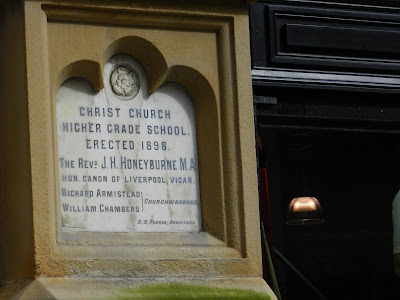 CHRIST CHURCH
HIGHER GRADE SCHOOL.
ERECTED 1898.
THE REVD. J.H. HONEYBURNE M.A.
HON. CANON OF LIVERPOOL, VICAR.
RICHARD ARMISTEAD
WILLIAM CHAMBERS
CHURCHWARDENS.
ARCHITECT.